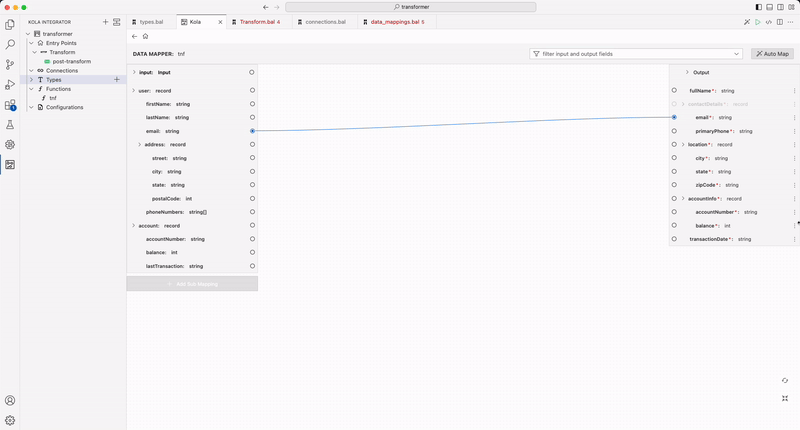 transformer
KOLA INTEGRATOR
types.bal
Kola
Transform.bal 4
connections.bal
data_mappings.bal 5
transformer
Entry Points
Transform
post-transform
Connections
Types
Functions
tnf
Configurations
DATA MAPPER: tnf
filter input and output fields
Auto Map
input: Input
user: record
firstName: string
lastName: string
email: string
address: record
street: string
city: string
state: string
postalCode: int
phoneNumbers: string[]
account: record
accountNumber: string
balance: int
lastTransaction: string
Add Sub Mapping
Output
fullName*: string
contactDetails*: record
email*: string
primaryPhone*: string
location*: record
city*: string
state*: string
zipCode*: string
accountInfo*: record
accountNumber*: string
balance*: int
transactionDate*: string